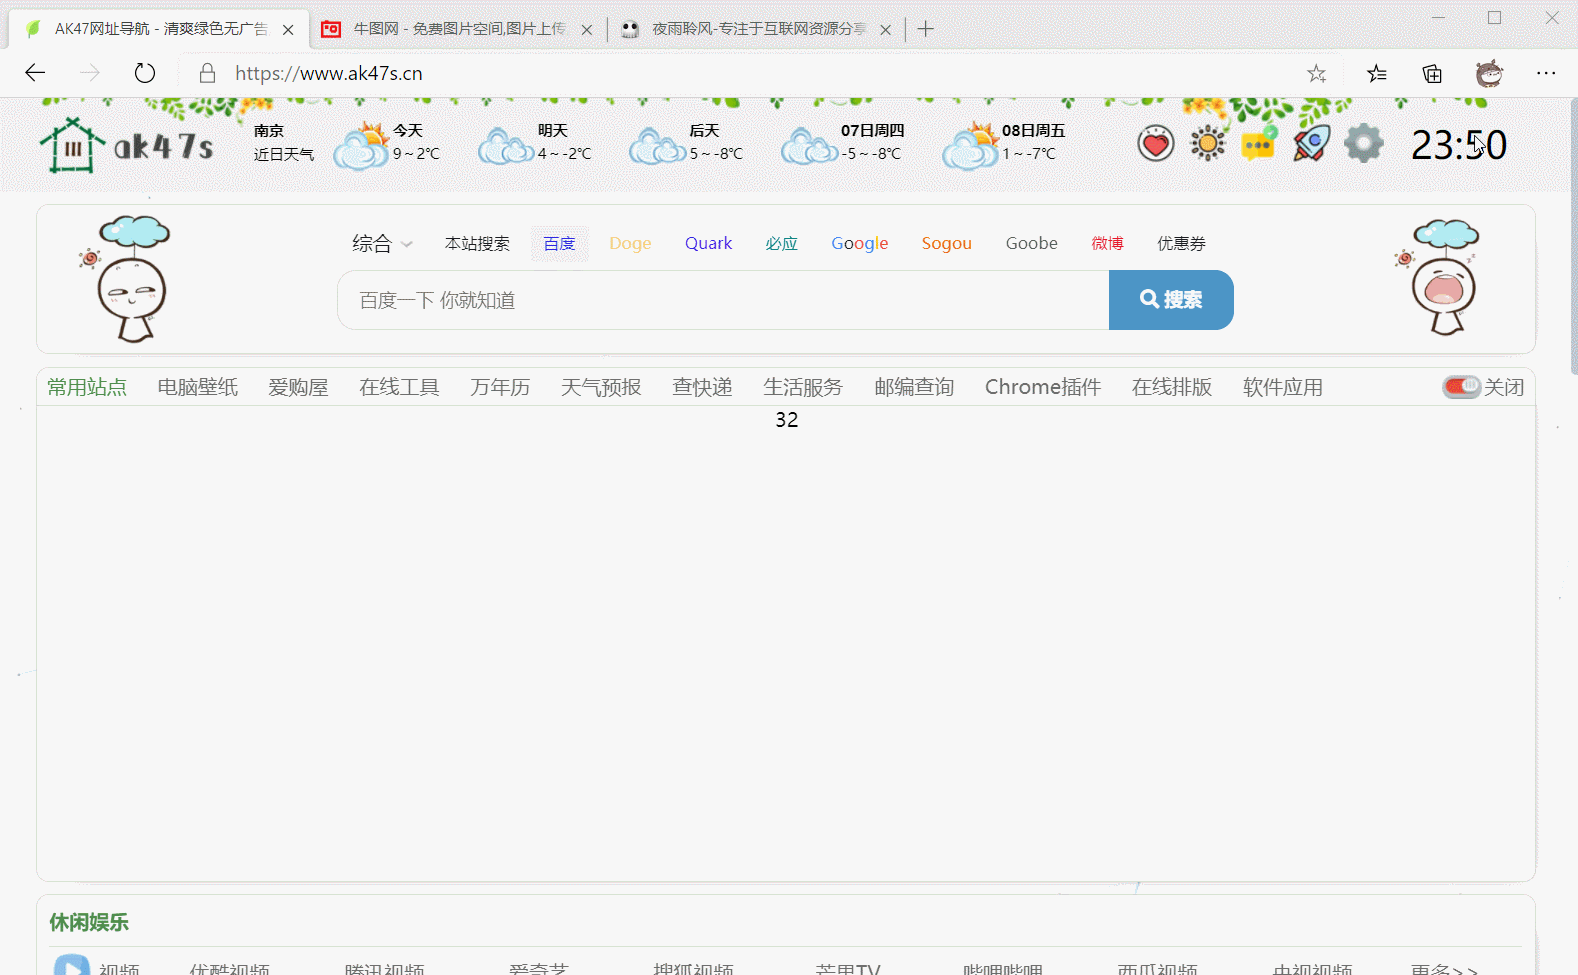 AK47网址导航 - 清爽绿色无广告
牛图网 - 免费图片空间,图片上传
夜雨聆风-专注于互联网资源分享
https://www.ak47s.cn
ak47s
南京 今天 明天 后天 07日周四 08日周五
近日天气 9 ~ 2℃ 4 ~ -2℃ 5 ~ -8℃ -5 ~ -8℃ 1 ~ -7℃
23:50
综合 本站搜索 百度 Doge Quark 必应 Google Sogou Goobe 微博 优惠券
百度一下 你就知道 搜索
常用站点 电脑壁纸 爱购屋 在线工具 万年历 天气预报 查快递 生活服务 邮编查询 Chrome插件 在线排版 软件应用 关闭
32
休闲娱乐
视频 优酷视频 腾讯视频 爱奇艺 搜狐视频 芒果TV 哔哩哔哩 西瓜视频 央视视频 更多>>